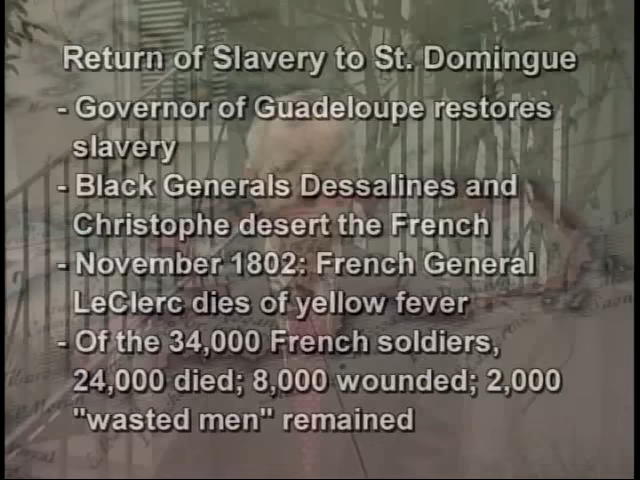 Return of Slavery to St. Domingue
- Governor of Guadeloupe restores
slavery
- Black Generals Dessalines and
Christophe desert the French
- November 1802: French General
LeClerc dies of yellow fever
- Of the 34,000 French soldiers,
24,000 died; 8,000 wounded; 2,000
"wasted men" remained